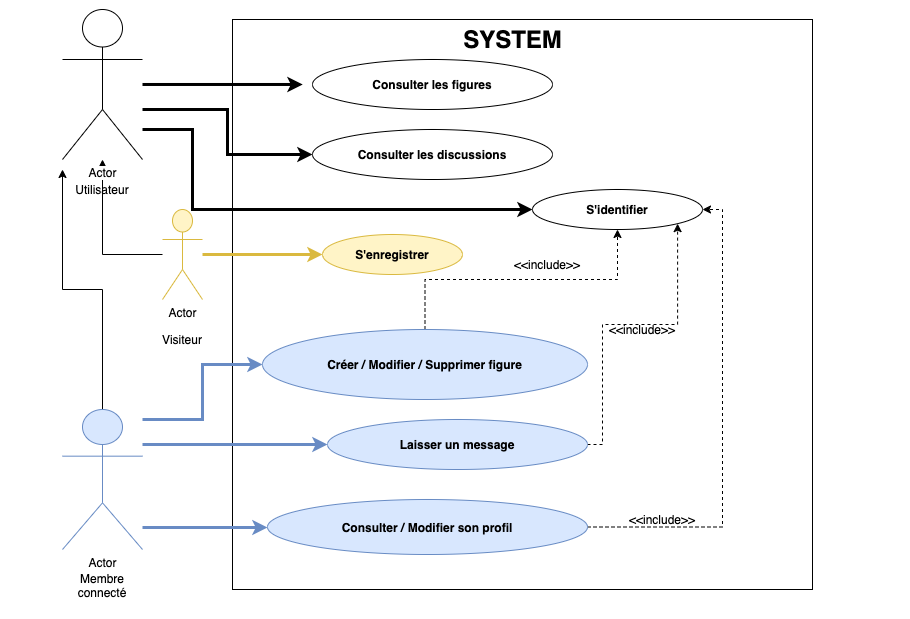 SYSTEM
Consulter les figures
Consulter les discussions
Actor
Utilisateur
S'identifier
S'enregistrer
<<include>>
Actor
Visiteur
<<include>>
Créer / Modifier / Supprimer figure
Laisser un message
<<include>>
Consulter / Modifier son profil
Actor
Membre
connecté